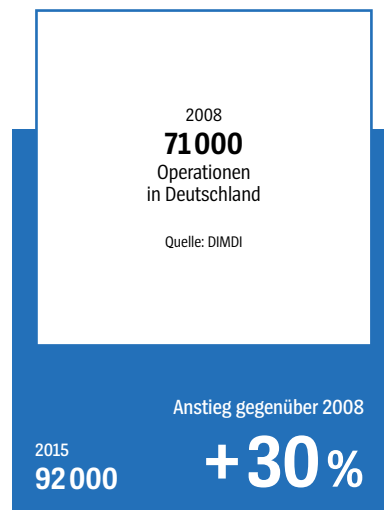 2008
71 000
Operationen
in Deutschland
Quelle: DIMDI
Anstieg gegenüber 2008
2015
92 000
+30 %